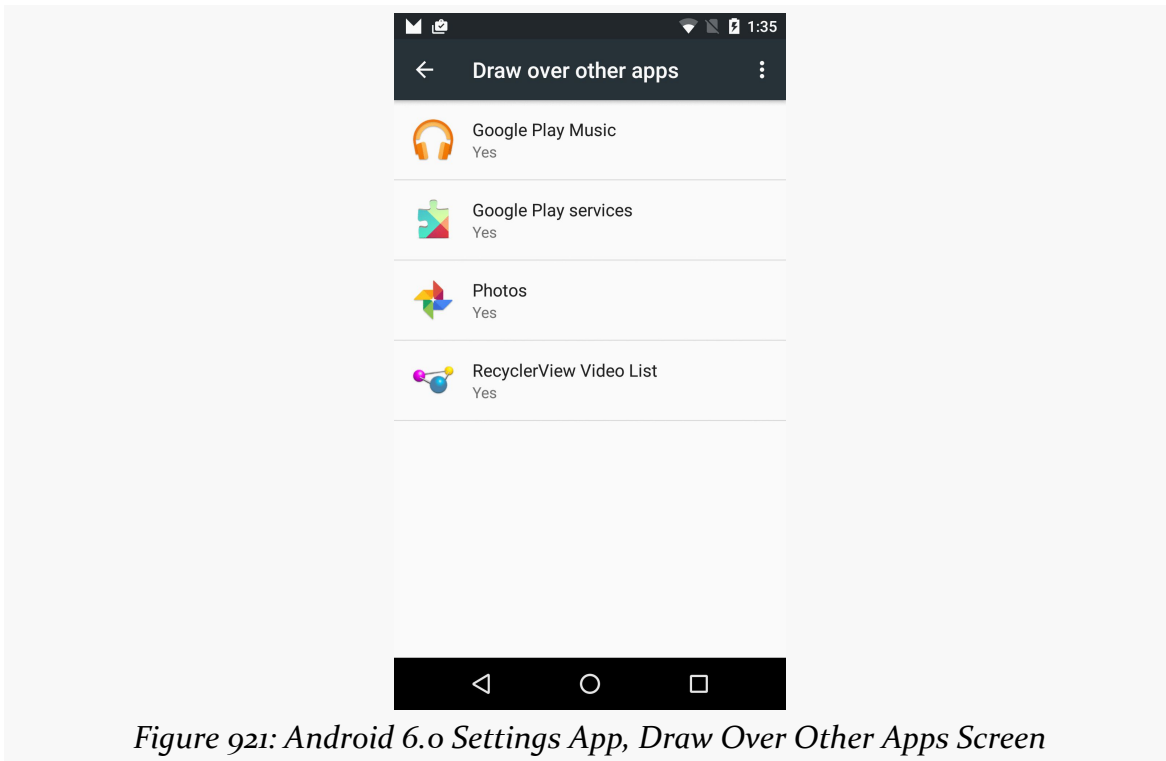 1:35
Draw over other apps
Google Play Music
Yes
Google Play services
Yes
Photos
Yes
RecyclerView Video List
Yes
Figure 921: Android 6.0 Settings App, Draw Over Other Apps Screen